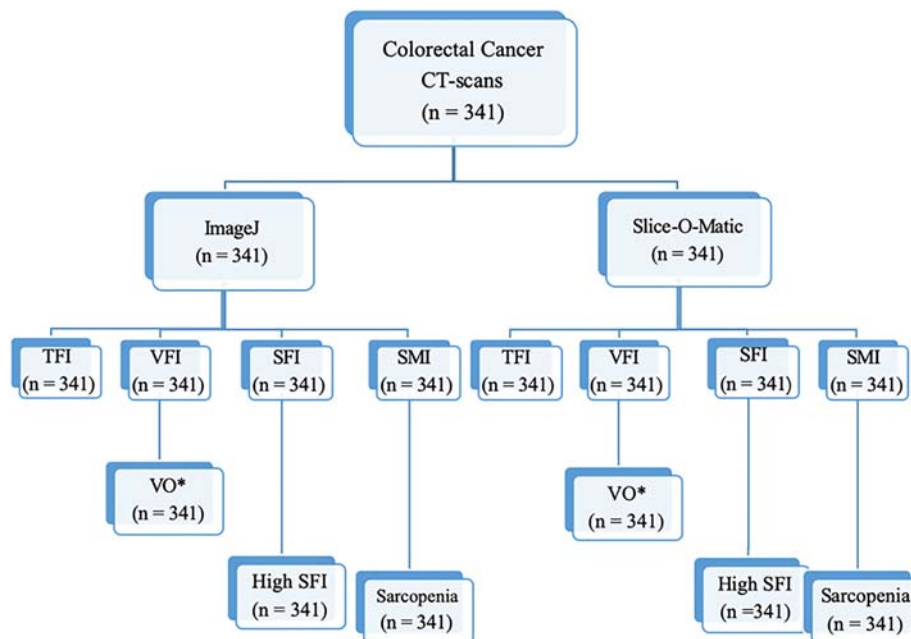 Colorectal Cancer
CT-scans
(n = 341)
ImageJ
(n = 341)
Slice-O-Matic
(n = 341)
TFI
(n = 341)
VFI
(n = 341)
SFI
(n = 341)
SMI
(n = 341)
TFI
(n = 341)
VFI
(n = 341)
SFI
(n = 341)
SMI
(n = 341)
VO*
(n = 341)
VO*
(n = 341)
High SFI
(n = 341)
Sarcopenia
(n = 341)
High SFI
(n =341)
Sarcopenia
(n = 341)